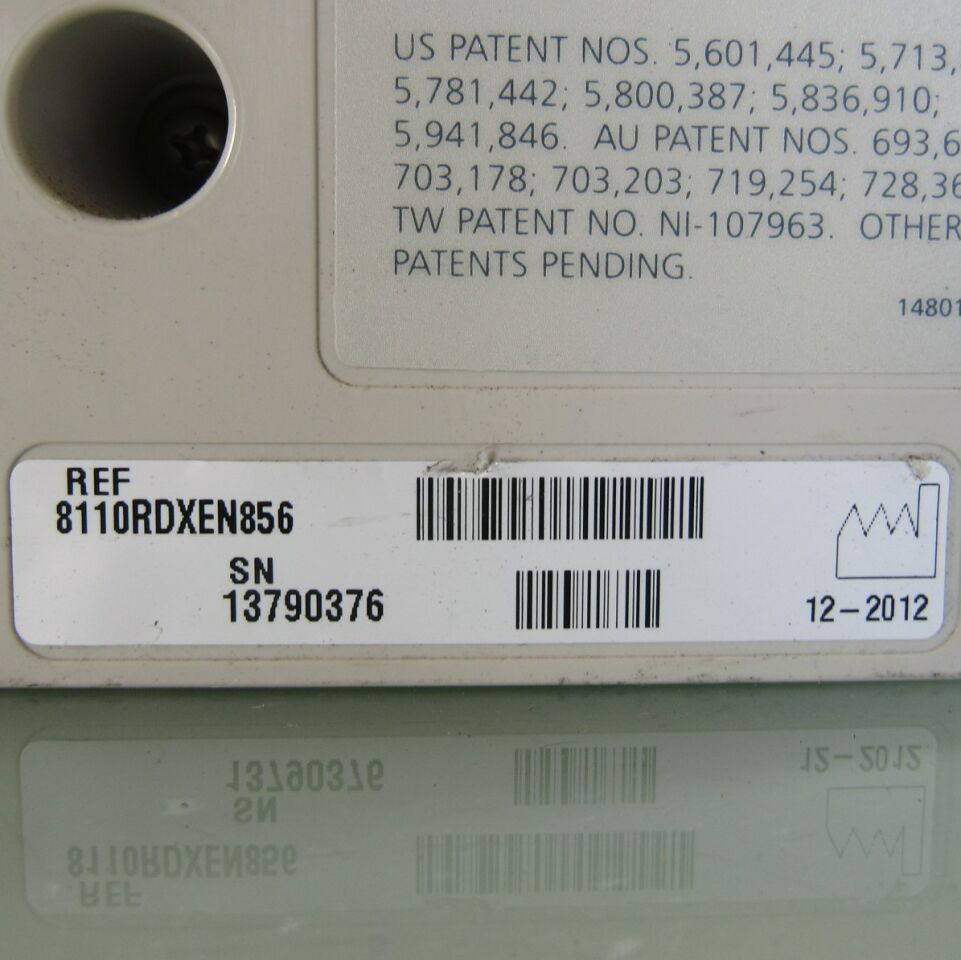 US PATENT NOS. 5,601,445; 5,713,
5,781,442; 5,800,387; 5,836,910;
5,941,846. AU PATENT NOS. 693,6
703,178; 703,203; 719,254; 728,36
TW PATENT NO. NI-107963. OTHER
PATENTS PENDING.
14801
REF
8110RDXEN856
SN
13790376
12-2012